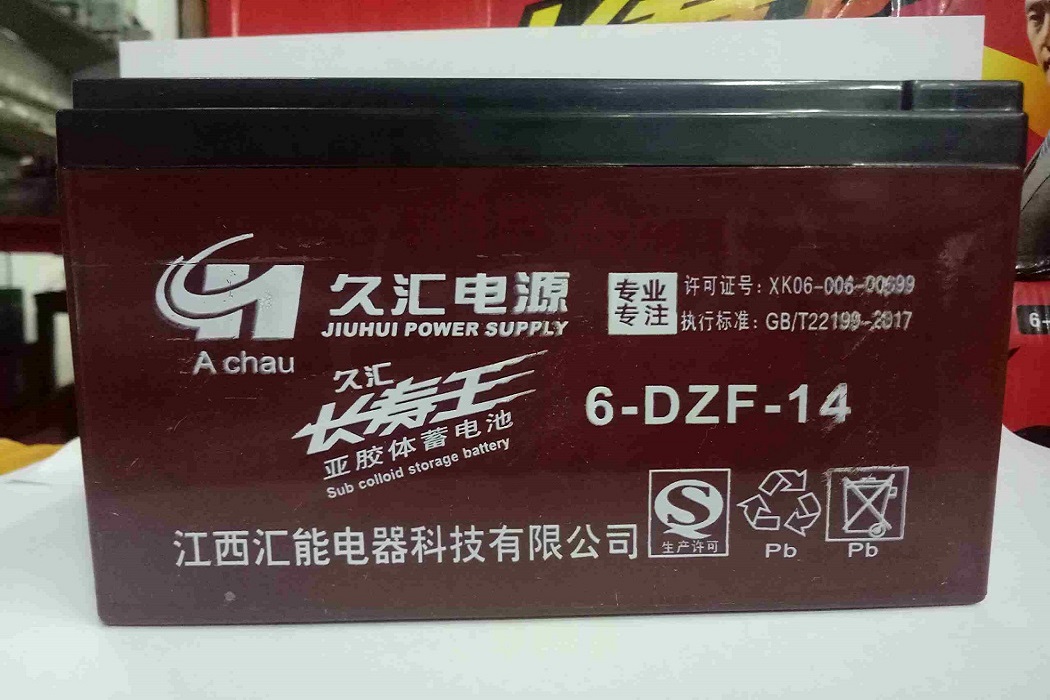 久汇电源
JIUHUI POWER SUPPLY
A chau
专业
专注
许可证号：XK06-006-00699
执行标准：GB/T22199-2017
久汇
长寿王
亚胶体蓄电池
Sub colloid storage battery
6-DZF-14
江西汇能电器科技有限公司
生产许可
Pb
Pb